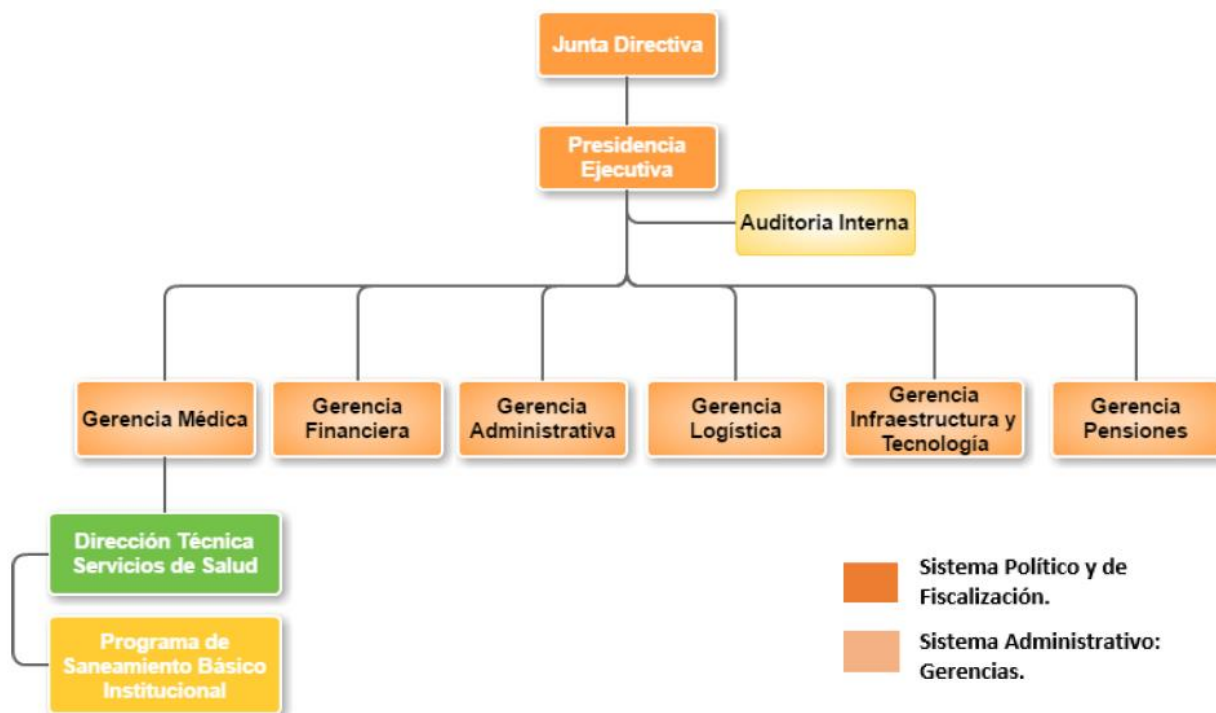 Junta Directiva
Presidencia
Ejecutiva
Auditoria Interna
Gerencia Médica
Gerencia
Financiera
Gerencia
Administrativa
Gerencia
Logística
Gerencia
Infraestructura y
Tecnología
Gerencia
Pensiones
Dirección Técnica
Servicios de Salud
Programa de
Saneamiento Básico
Institucional
Sistema Político y de
Fiscalización.
Sistema Administrativo:
Gerencias.